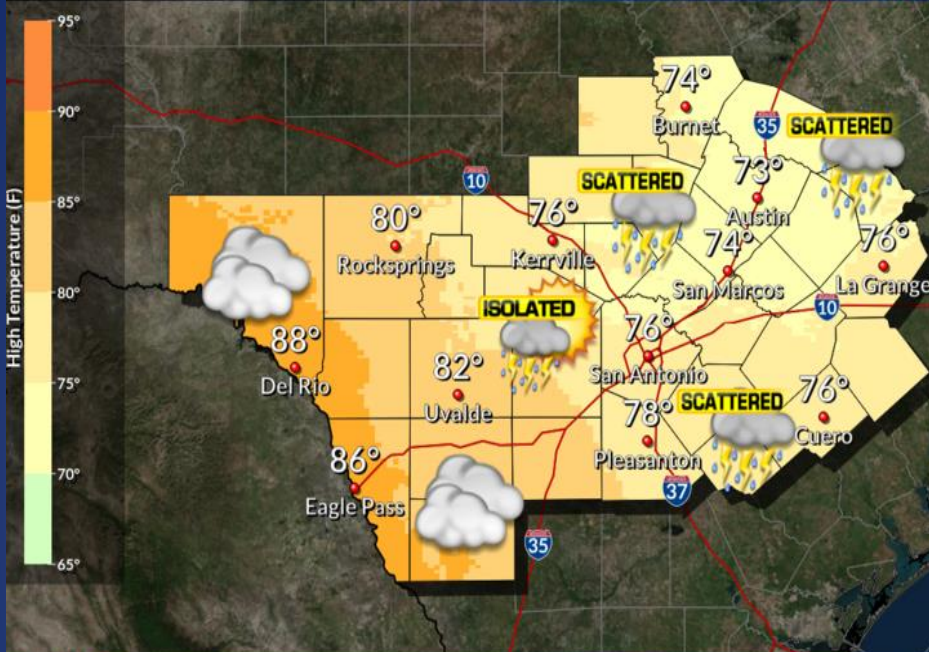 High Temperature (F)
95°
90°
85°
80°
75°
70°
65°
74°
Burnet
35
SCATTERED
73°
Austin
SCATTERED
10
80°
Rocksprings
76°
Kerrville
74°
San Marcos
76°
La Grange
10
ISOLATED
88°
Del Rio
82°
Uvalde
76°
San Antonio
78°
Pleasanton
SCATTERED
76°
Cuero
86°
Eagle Pass
37
35